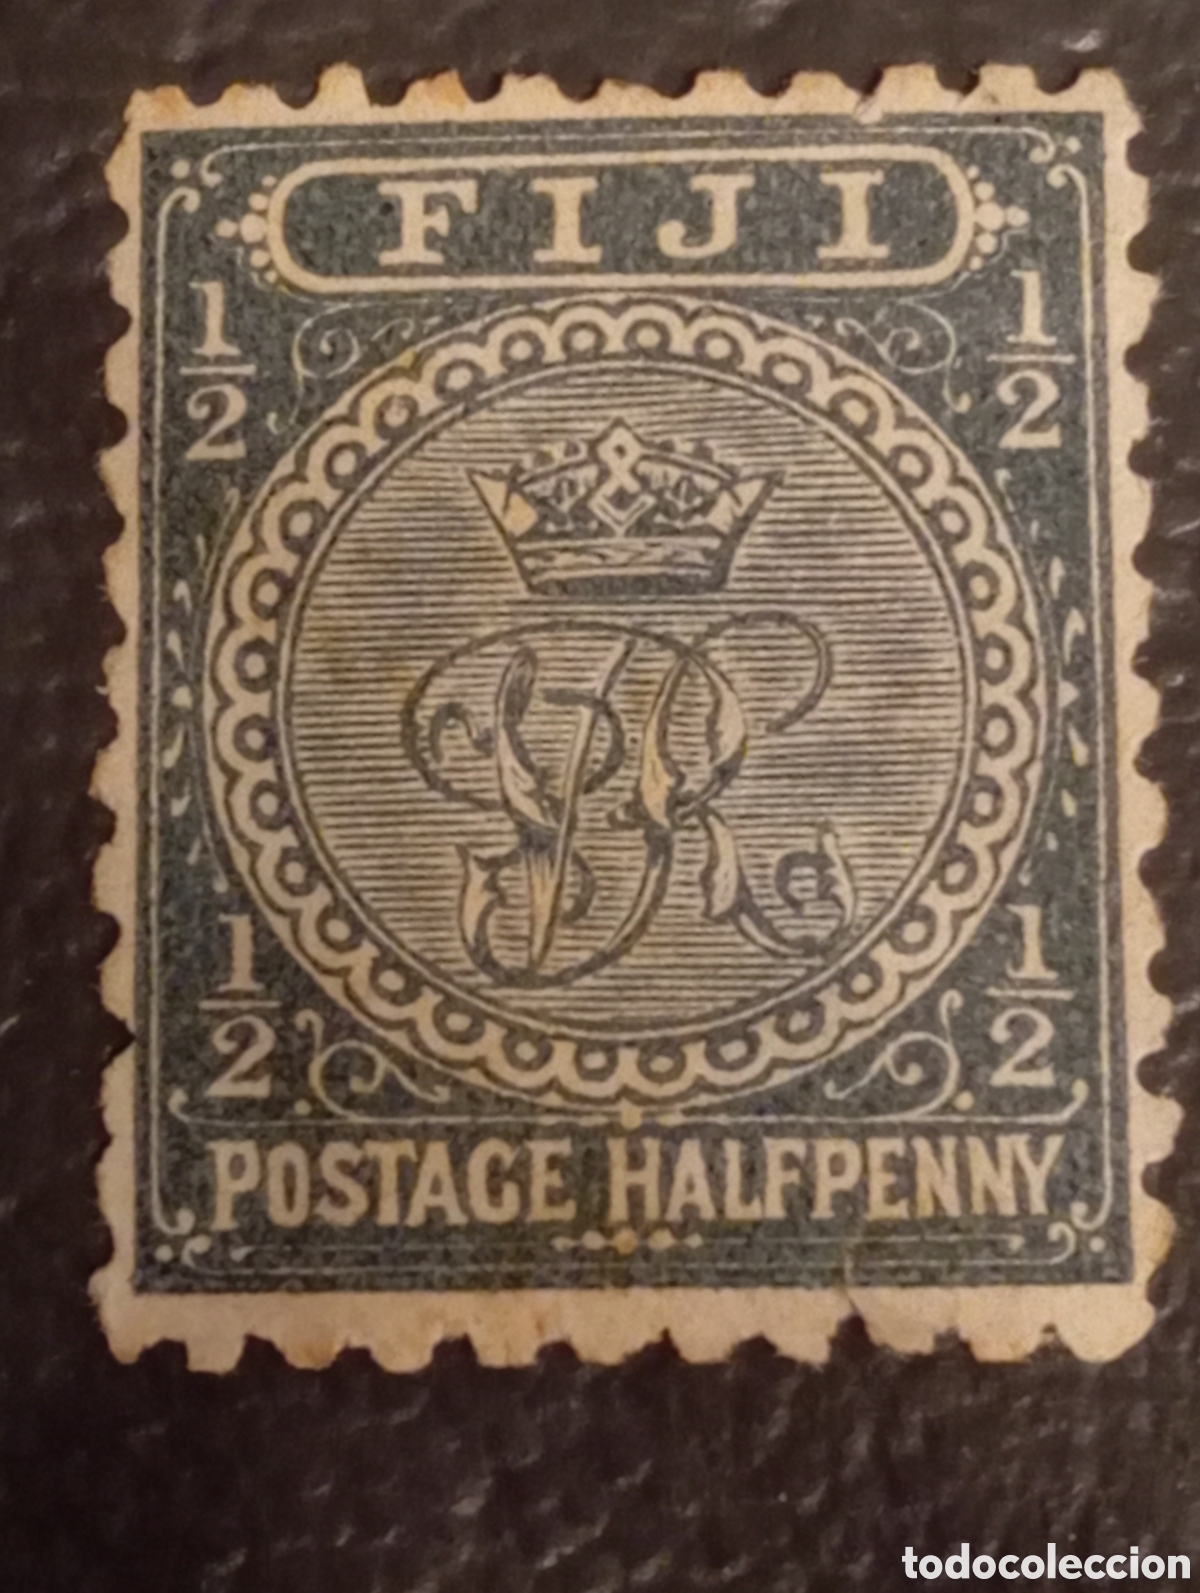 FIJI
1/2 1/2
VR
1/2 1/2
POSTAGE HALFPENNY
todocoleccion